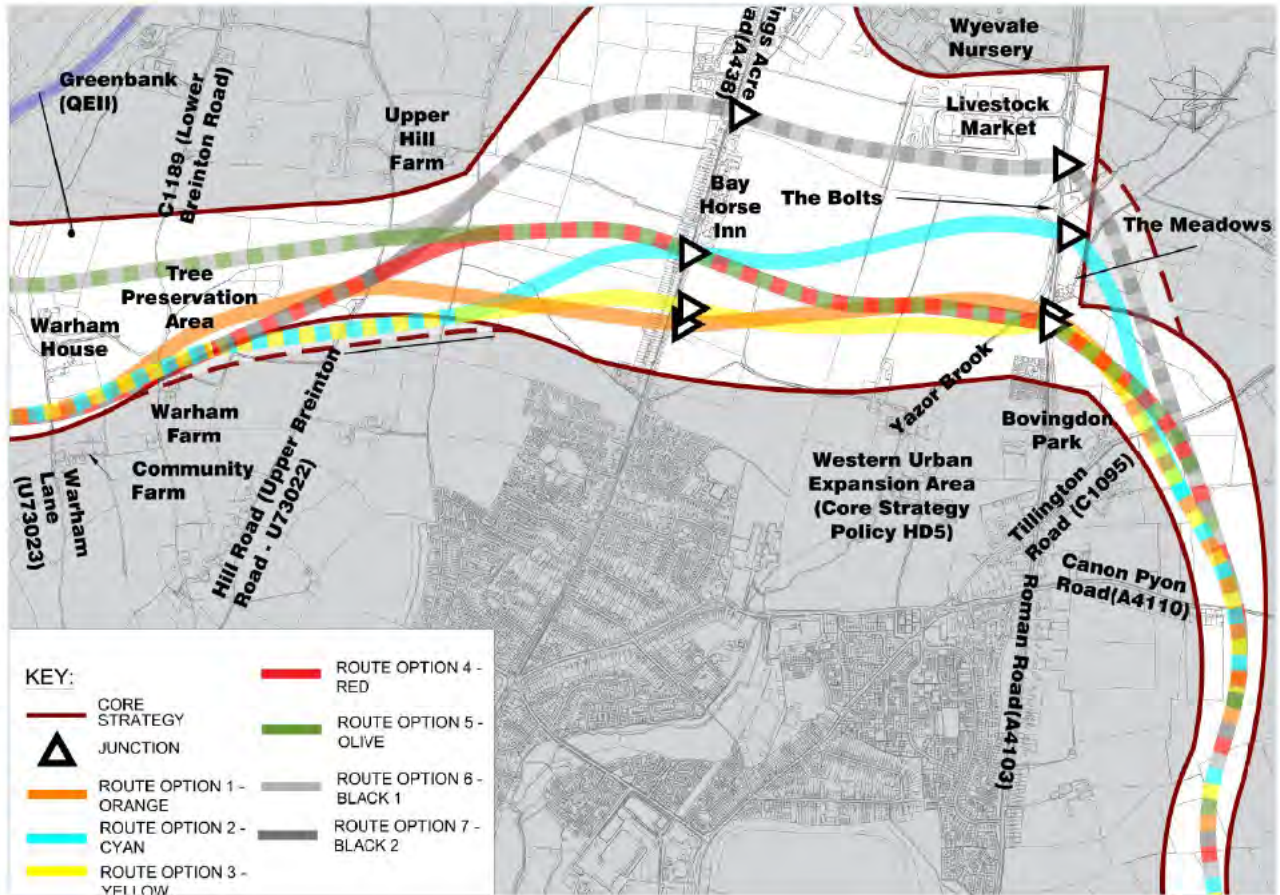 Wyevale
Nursery
Greenbank
(QEII)
C1189 (Lower
Breinton Road)
Upper
Hill
Farm
ings Acre
oad(A438)
Livestock
Market
Bay
Horse
Inn
The Bolts
The Meadows
Tree
Preservation
Area
Warham
House
Warham
Farm
Community
Farm
Warham
Lane
(U73023)
Hill Road (Upper Breinton
Road - U73022)
Yazor Brook
Bovingdon
Park
Western Urban
Expansion Area
(Core Strategy
Policy HD5)
Tillington
Road (C1095)
Canon Pyon
Road(A4110)
Roman Road(A4103)
KEY:
CORE
STRATEGY
JUNCTION
ROUTE OPTION 1 -
ORANGE
ROUTE OPTION 2 -
CYAN
ROUTE OPTION 3 -
YELLOW
ROUTE OPTION 4 -
RED
ROUTE OPTION 5 -
OLIVE
ROUTE OPTION 6 -
BLACK 1
ROUTE OPTION 7 -
BLACK 2